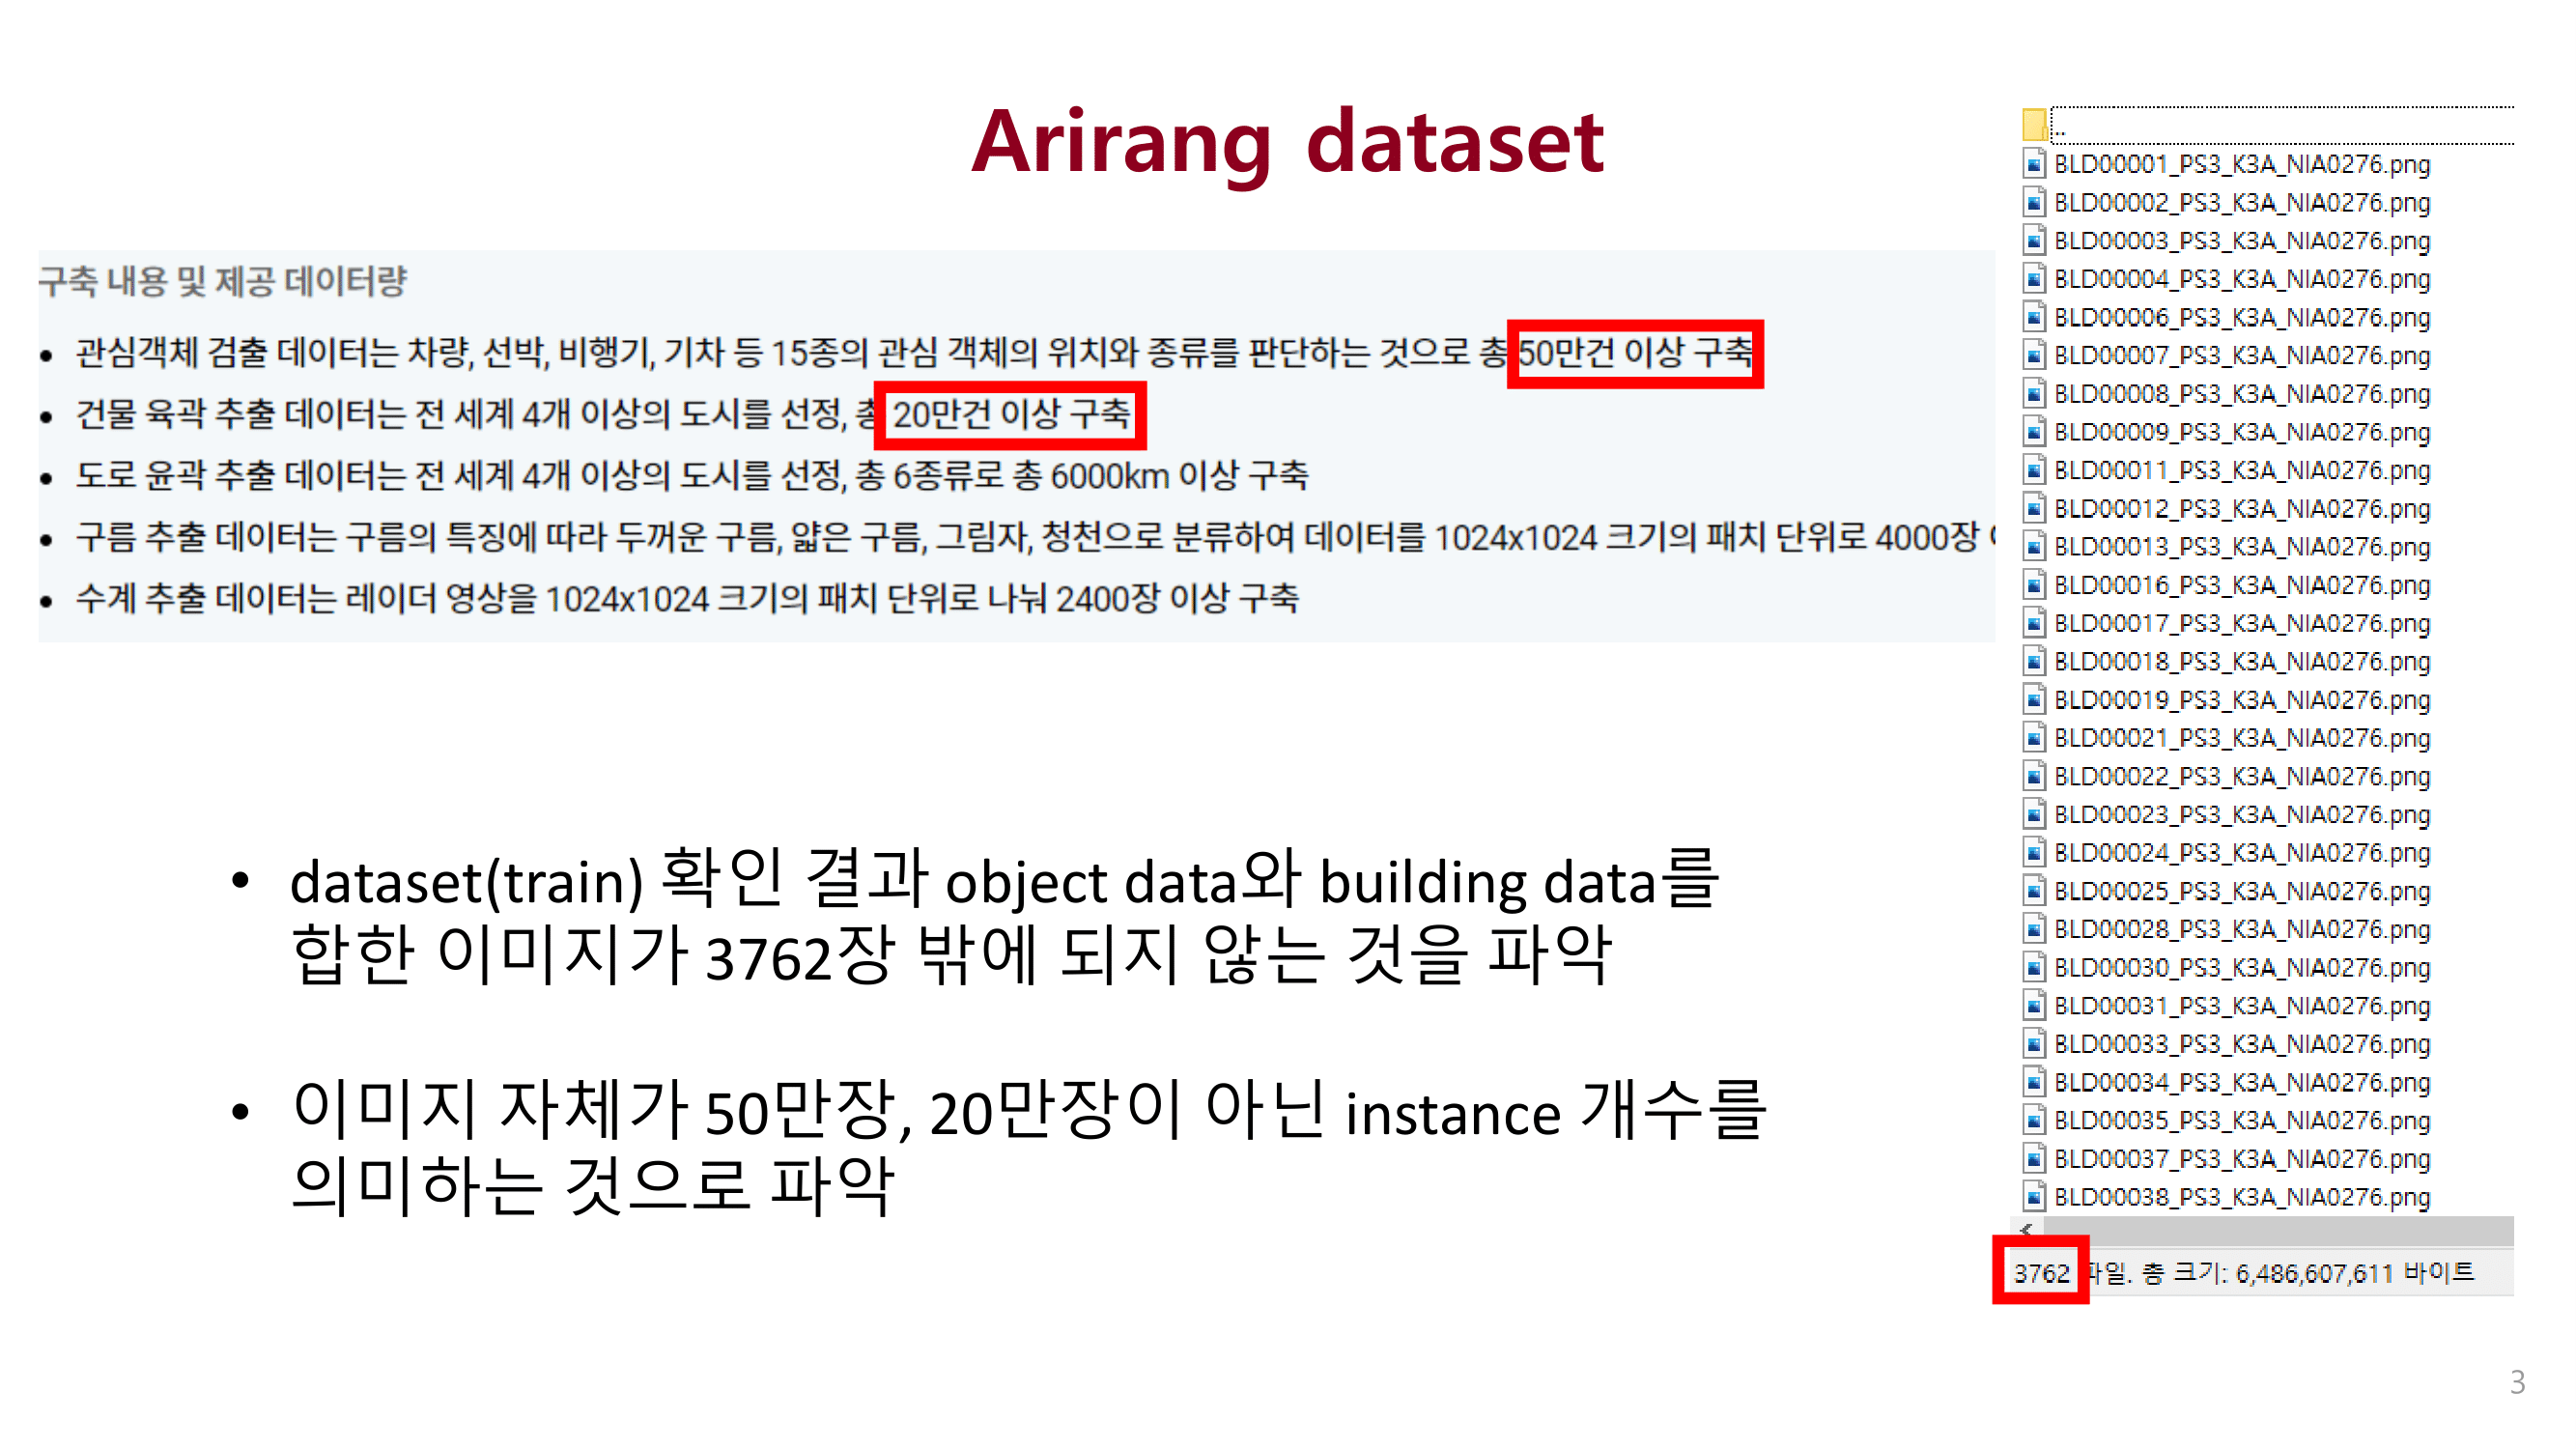 Arirang dataset
구축 내용 및 제공 데이터량
• 관심객체 검출 데이터는 차량, 선박, 비행기, 기차 등 15종의 관심 객체의 위치와 종류를 판단하는 것으로 총 50만건 이상 구축
• 건물 육곽 추출 데이터는 전 세계 4개 이상의 도시를 선정, 총 20만건 이상 구축
• 도로 윤곽 추출 데이터는 전 세계 4개 이상의 도시를 선정, 총 6종류로 총 6000km 이상 구축
• 구름 추출 데이터는 구름의 특징에 따라 두꺼운 구름, 얇은 구름, 그림자, 청천으로 분류하여 데이터를 1024x1024 크기의 패치 단위로 4000장
• 수계 추출 데이터는 레이더 영상을 1024x1024 크기의 패치 단위로 나눠 2400장 이상 구축
• dataset(train) 확인 결과 object data와 building data를
합한 이미지가 3762장 밖에 되지 않는 것을 파악
• 이미지 자체가 50만장, 20만장이 아닌 instance 개수를
의미하는 것으로 파악
..
BLD00001_PS3_K3A_NIA0276.png
BLD00002_PS3_K3A_NIA0276.png
BLD00003_PS3_K3A_NIA0276.png
BLD00004_PS3_K3A_NIA0276.png
BLD00006_PS3_K3A_NIA0276.png
BLD00007_PS3_K3A_NIA0276.png
BLD00008_PS3_K3A_NIA0276.png
BLD00009_PS3_K3A_NIA0276.png
BLD00011_PS3_K3A_NIA0276.png
BLD00012_PS3_K3A_NIA0276.png
BLD00013_PS3_K3A_NIA0276.png
BLD00016_PS3_K3A_NIA0276.png
BLD00017_PS3_K3A_NIA0276.png
BLD00018_PS3_K3A_NIA0276.png
BLD00019_PS3_K3A_NIA0276.png
BLD00021_PS3_K3A_NIA0276.png
BLD00022_PS3_K3A_NIA0276.png
BLD00023_PS3_K3A_NIA0276.png
BLD00024_PS3_K3A_NIA0276.png
BLD00025_PS3_K3A_NIA0276.png
BLD00028_PS3_K3A_NIA0276.png
BLD00030_PS3_K3A_NIA0276.png
BLD00031_PS3_K3A_NIA0276.png
BLD00033_PS3_K3A_NIA0276.png
BLD00034_PS3_K3A_NIA0276.png
BLD00035_PS3_K3A_NIA0276.png
BLD00037_PS3_K3A_NIA0276.png
BLD00038_PS3_K3A_NIA0276.png
3762 파일. 총 크기: 6,486,607,611 바이트
3